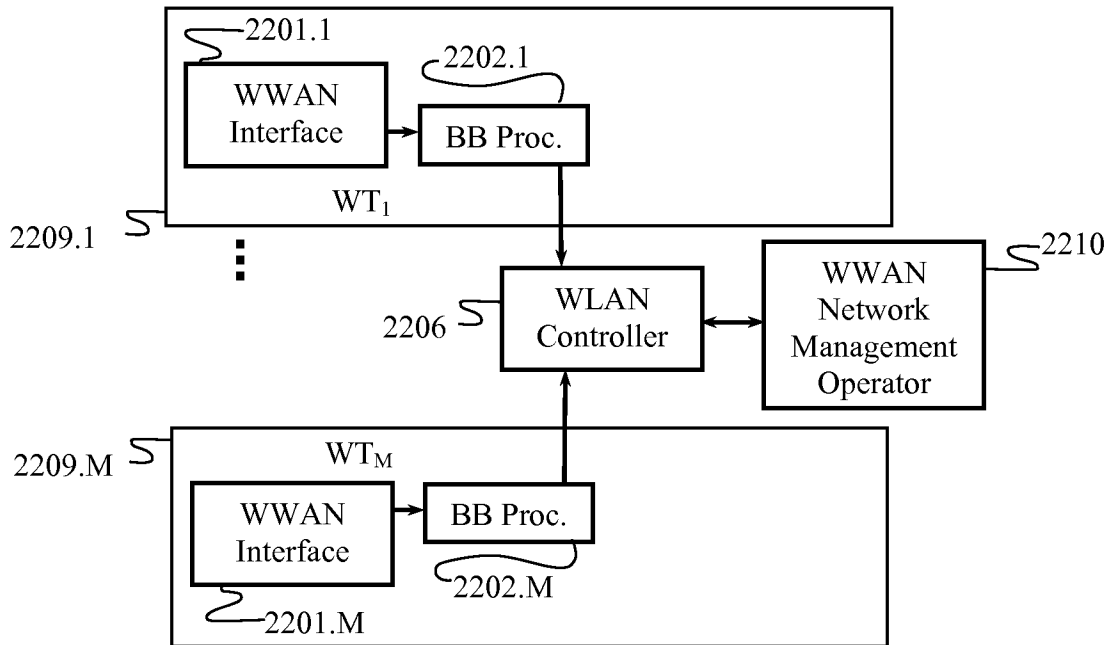 2201.1
2202.1
WWAN
Interface
BB Proc.
WT1
2209.1
2210
WLAN
Controller
WWAN
Network
Management
Operator
2206
2209.M
WTM
WWAN
Interface
BB Proc.
2202.M
2201.M